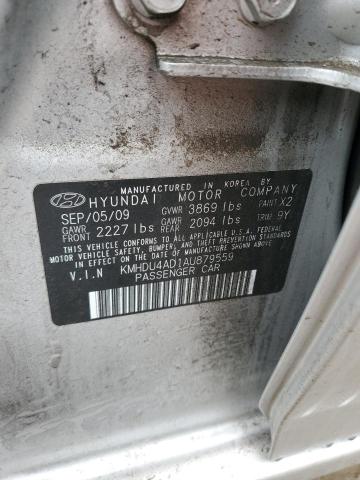 MANUFACTURED IN KOREA BY
HYUNDAI MOTOR COMPANY
SEP/05/09 GVWR 3869 lbs PAINT X2
GAWR FRONT 2227 lbs GAWR REAR 2094 lbs TRIM 9Y
THIS VEHICLE CONFORMS TO ALL APPLICABLE U.S.A. FEDERAL
MOTOR VEHICLE SAFETY, BUMPER, AND THEFT PREVENTION STANDARDS
IN EFFECT ON THE DATE OF MANUFACTURE SHOWN ABOVE.
V.I.N KMHDU4AD1AU879559
PASSENGER CAR